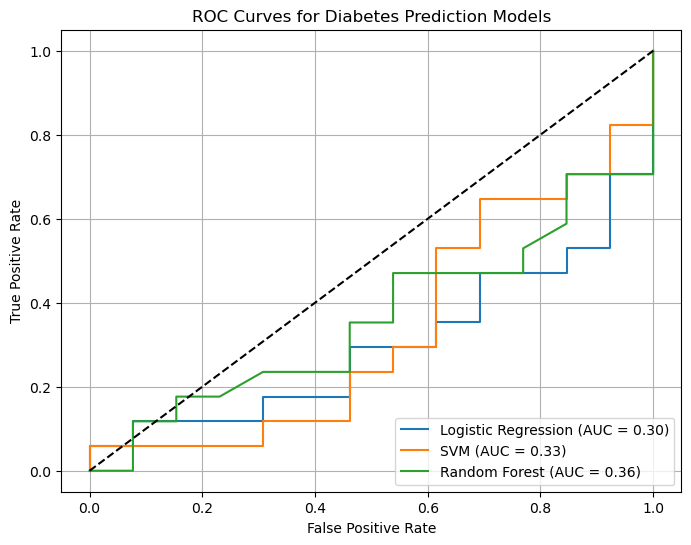 ROC Curves for Diabetes Prediction Models
True Positive Rate
1.0
0.8
0.6
0.4
0.2
0.0
Logistic Regression (AUC = 0.30)
SVM (AUC = 0.33)
Random Forest (AUC = 0.36)
0.0 0.2 0.4 0.6 0.8 1.0
False Positive Rate